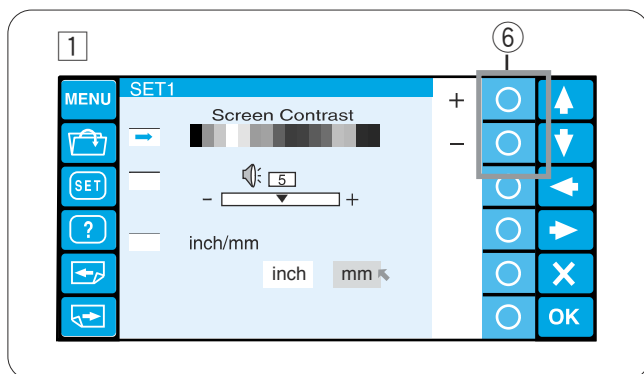 1
6
MENU
SET1
+
Screen Contrast
−
SET
5
− +
?
inch/mm
inch mm
OK